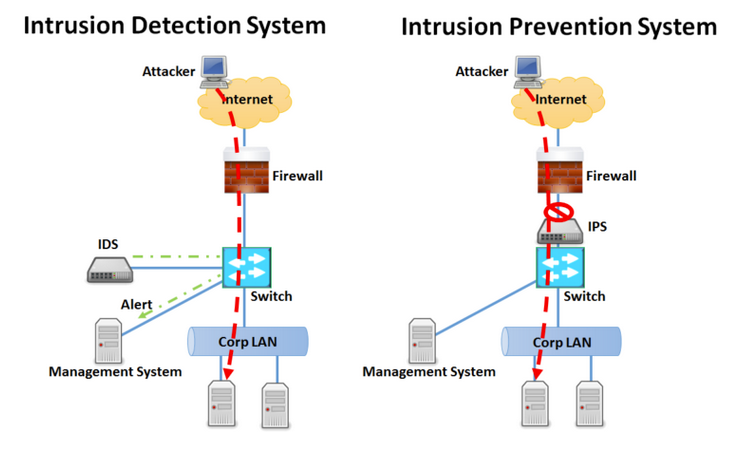 Intrusion Detection System
Attacker
Internet
Firewall
IDS
Switch
Alert
Corp LAN
Management System
Intrusion Prevention System
Attacker
Internet
Firewall
IPS
Switch
Corp LAN
Management System